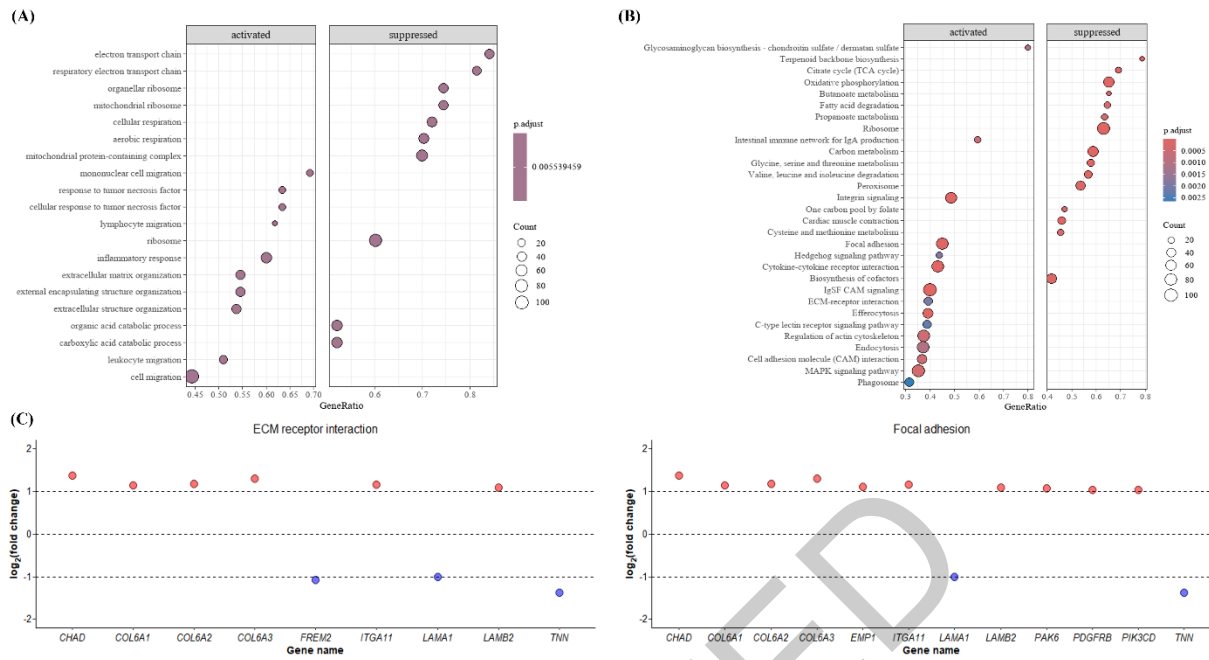 (A)
activated
suppressed
electron transport chain
respiratory electron transport chain
organellar ribosome
mitochondrial ribosome
cellular respiration
aerobic respiration
mitochondrial protein-containing complex
mononuclear cell migration
response to tumor necrosis factor
cellular response to tumor necrosis factor
lymphocyte migration
ribosome
inflammatory response
extracellular matrix organization
external encapsulating structure organization
extracellular structure organization
organic acid catabolic process
carboxylic acid catabolic process
leukocyte migration
cell migration
0.45 0.50 0.55 0.60 0.65 0.70
0.6 0.7 0.8
GeneRatio
p.adjust
0.005539459
Count
20
40
60
80
100
(B)
activated
suppressed
Glycosaminoglycan biosynthesis - chondroitin sulfate / dermatan sulfate
Terpenoid backbone biosynthesis
Citrate cycle (TCA cycle)
Oxidative phosphorylation
Butanoate metabolism
Fatty acid degradation
Propanoate metabolism
Ribosome
Intestinal immune network for IgA production
Carbon metabolism
Glycine, serine and threonine metabolism
Valine, leucine and isoleucine degradation
Peroxisome
Integrin signaling
One carbon pool by folate
Cardiac muscle contraction
Cysteine and methionine metabolism
Focal adhesion
Hedgehog signaling pathway
Cytokine-cytokine receptor interaction
Biosynthesis of cofactors
IgSF CAM signaling
ECM-receptor interaction
Efferocytosis
C-type lectin receptor signaling pathway
Regulation of actin cytoskeleton
Endocytosis
Cell adhesion molecule (CAM) interaction
MAPK signaling pathway
Phagosome
0.3 0.4 0.5 0.6 0.7 0.8
0.4 0.5 0.6 0.7 0.8
GeneRatio
p.adjust
0.0005
0.0010
0.0015
0.0020
0.0025
Count
20
40
60
80
100
(C)
ECM receptor interaction
log2(fold change)
2
1
0
-1
-2
CHAD COL6A1 COL6A2 COL6A3 FREM2 ITGA11 LAMA1 LAMB2 TNN
Gene name
Focal adhesion
log2(fold change)
2
1
0
-1
-2
CHAD COL6A1 COL6A2 COL6A3 EMP1 ITGA11 LAMA1 LAMB2 PAK6 PDGFRB PIK3CD TNN
Gene name